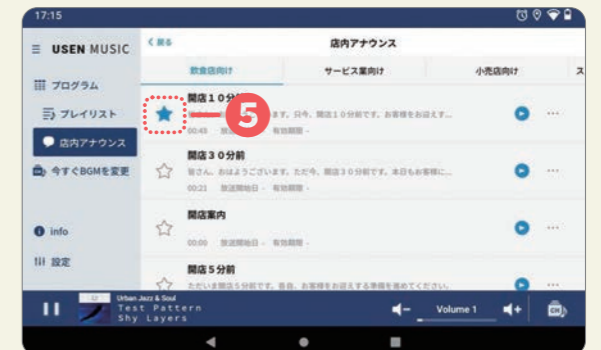 17:15
USEN MUSIC
プログラム
プレイリスト
店内アナウンス
今すぐBGMを変更
info
設定
戻る
店内アナウンス
飲食店向け
サービス業向け
小売店向け
ス
開店10分
5
ます。只今、開店10分前です。お客様をお迎えす...
00:43 放送 有効期限 -
開店30分前
皆さん、おはようございます。ただ今、開店30分前です。本日もお客様に...
00:21 放送開始日 - 有効期限 -
開店案内
00:00 放送開始日 - 有効期限 -
開店5分前
ただいま開店5分前です。各自、お客様をお迎えする準備を進めてください。
Urban Jazz & Soul
Test Pattern
Shy Layers
Volume 1
CH